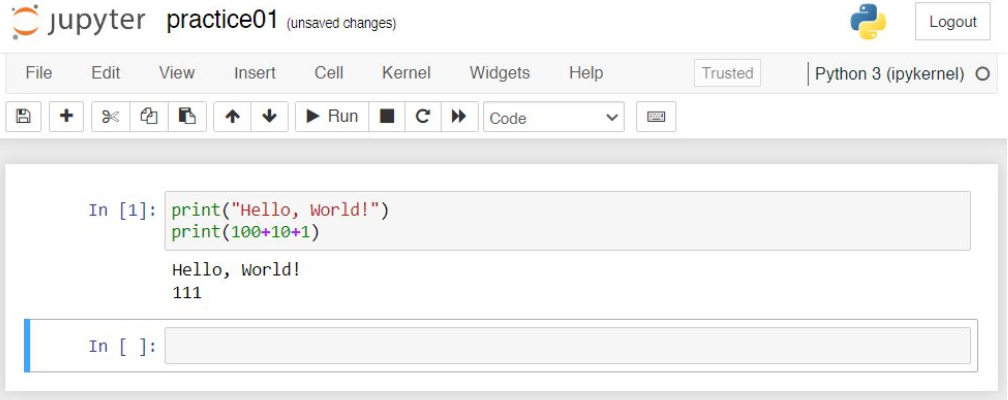 jupyter practice01 (unsaved changes) Logout
File Edit View Insert Cell Kernel Widgets Help Trusted Python 3 (ipykernel)
Run Code
In [1]: print("Hello, World!")
print(100+10+1)
Hello, World!
111
In [ ]: